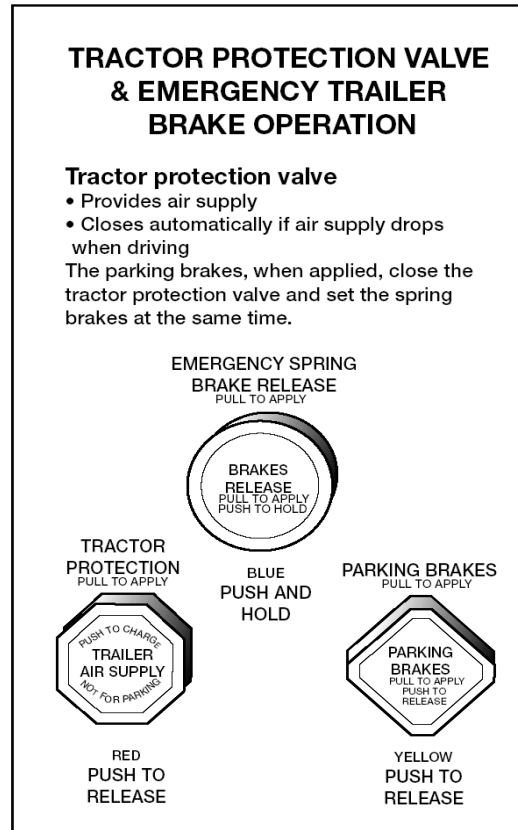 TRACTOR PROTECTION VALVE
& EMERGENCY TRAILER
BRAKE OPERATION
Tractor protection valve
• Provides air supply
• Closes automatically if air supply drops
when driving
The parking brakes, when applied, close the
tractor protection valve and set the spring
brakes at the same time.
EMERGENCY SPRING
BRAKE RELEASE
PULL TO APPLY
BRAKES
RELEASE
PULL TO APPLY
PUSH TO HOLD
BLUE
PUSH AND
HOLD
TRACTOR
PROTECTION
PULL TO APPLY
PUSH TO CHARGE
TRAILER
AIR SUPPLY
NOT FOR PARKING
RED
PUSH TO
RELEASE
PARKING BRAKES
PULL TO APPLY
PARKING
BRAKES
PULL TO APPLY
PUSH TO
RELEASE
YELLOW
PUSH TO
RELEASE